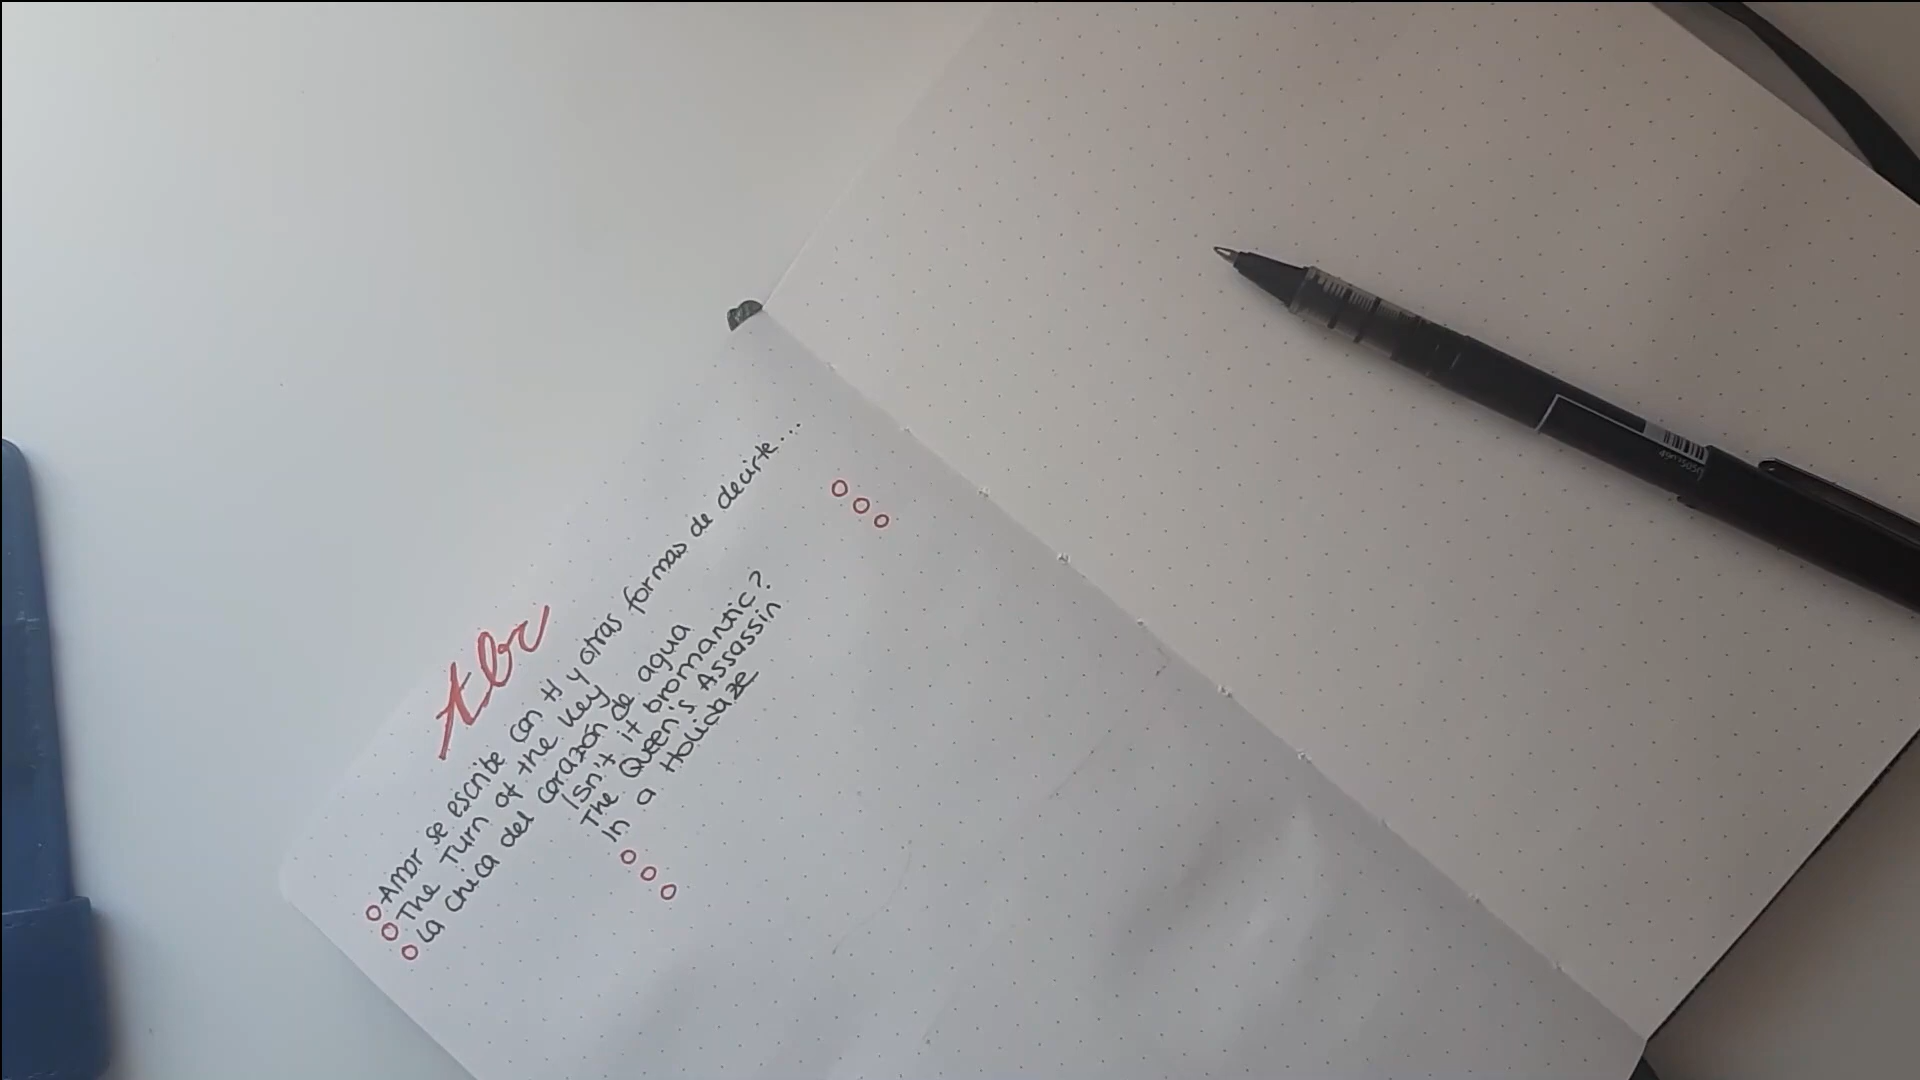 tbr
Amor se escribe con H y otras formas de decirte...
The Turn of the Key
La chica del corazón de agua
Isn't it bromantic?
The Queen's Assassin
In a Holidaze